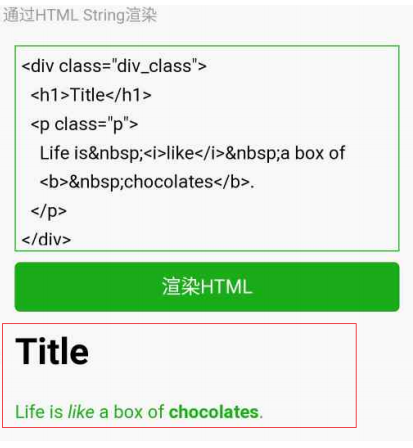 通过HTML String渲染
<div class="div_class">
<h1>Title</h1>
<p class="p">
Life is&nbsp;<i>like</i>&nbsp;a box of
<b>&nbsp;chocolates</b>.
</p>
</div>
渲染HTML
Title
Life is like a box of chocolates.